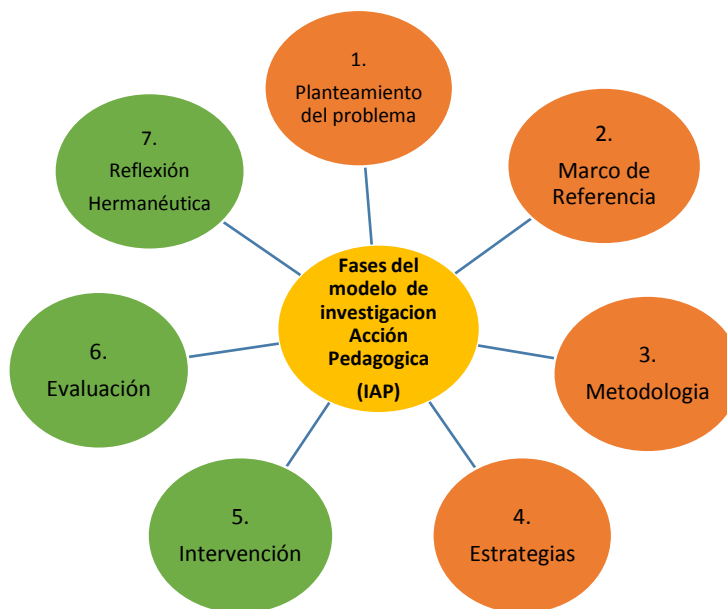 1.
Planteamiento
del problema
2.
Marco de
Referencia
3.
Metodologia
4.
Estrategias
5.
Intervención
6.
Evaluación
7.
Reflexión
Hermanéutica
Fases del
modelo de
investigacion
Acción
Pedagogica
(IAP)